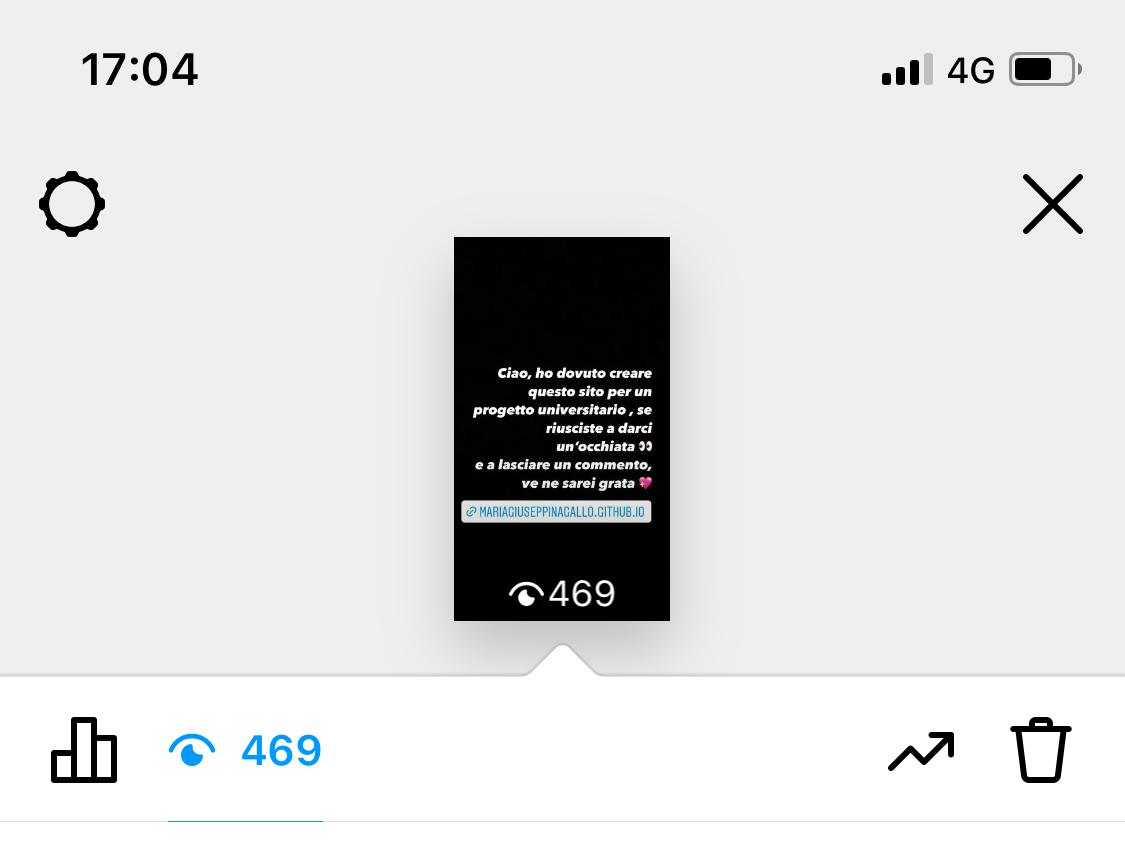 17:04 4G
Ciao, ho dovuto creare
questo sito per un
progetto universitario , se
riusciste a darci
un'occhiata 👀
e a lasciare un commento,
ve ne sarei grata 💖
MARIAGIUSEPPINAGALLO.GITHUB.IO
469
469